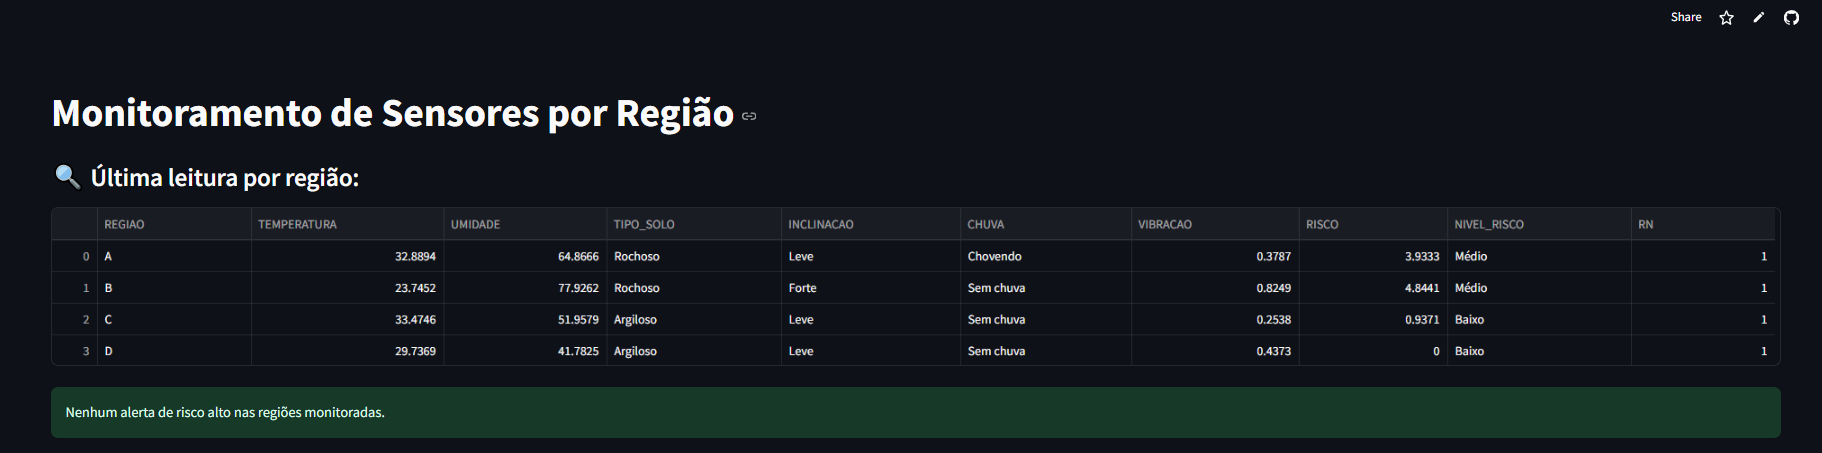 Share
Monitoramento de Sensores por Região
Última leitura por região:
REGIAO TEMPERATURA UMIDADE TIPO_SOLO INCLINACAO CHUVA VIBRACAO RISCO NIVEL_RISCO RN
0 A 32.8894 64.8666 Rochoso Leve Chovendo 0.3787 3.9333 Médio 1
1 B 23.7452 77.9262 Rochoso Forte Sem chuva 0.8249 4.8441 Médio 1
2 C 33.4746 51.9579 Argiloso Leve Sem chuva 0.2538 0.9371 Baixo 1
3 D 29.7369 41.7825 Argiloso Leve Sem chuva 0.4373 0 Baixo 1
Nenhum alerta de risco alto nas regiões monitoradas.